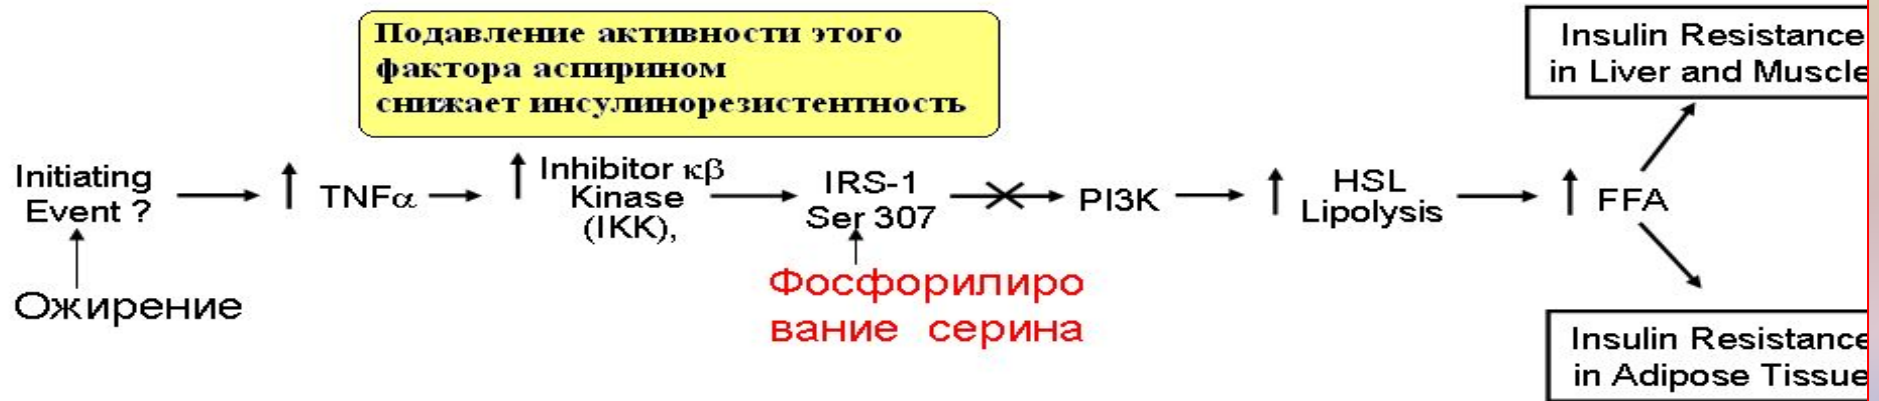 Подавление активности этого
фактора аспирином
снижает инсулинорезистентность
Insulin Resistance
in Liver and Muscle
Initiating
Event ?
TNFα
Inhibitor κβ
Kinase
(IKK),
IRS-1
Ser 307
PI3K
HSL
Lipolysis
FFA
Ожирение
Фосфорилиро
вание серина
Insulin Resistance
in Adipose Tissue